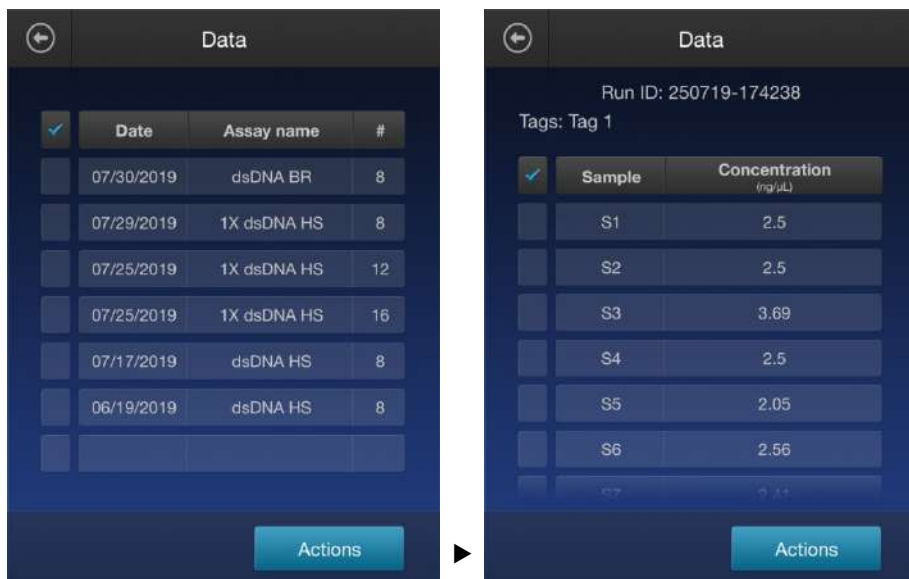 Data
Date Assay name #
07/30/2019 dsDNA BR 8
07/29/2019 1X dsDNA HS 8
07/25/2019 1X dsDNA HS 12
07/25/2019 1X dsDNA HS 16
07/17/2019 dsDNA HS 8
06/19/2019 dsDNA HS 8
Actions
Data
Run ID: 250719-174238
Tags: Tag 1
Sample Concentration
(ng/µL)
S1 2.5
S2 2.5
S3 3.69
S4 2.5
S5 2.05
S6 2.56
S7 2.41
Actions